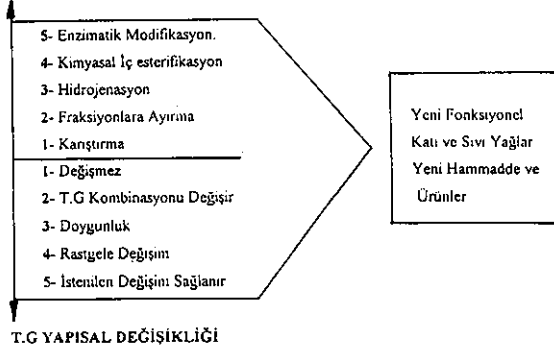 5- Enzimatik Modifikasyon.
4- Kimyasal İç esterifikasyon
3- Hidrojenasyon
2- Fraksiyonlara Ayırma
1- Karıştırma
1- Değişmez
2- T.G Kombinasyonu Değişir
3- Doygunluk
4- Rastgele Değişim
5- İstenilen Değişim Sağlanır
Yeni Fonksiyonel
Katı ve Sıvı Yağlar
Yeni Hammadde ve
Ürünler
T.G YAPISAL DEĞİŞİKLİĞİ